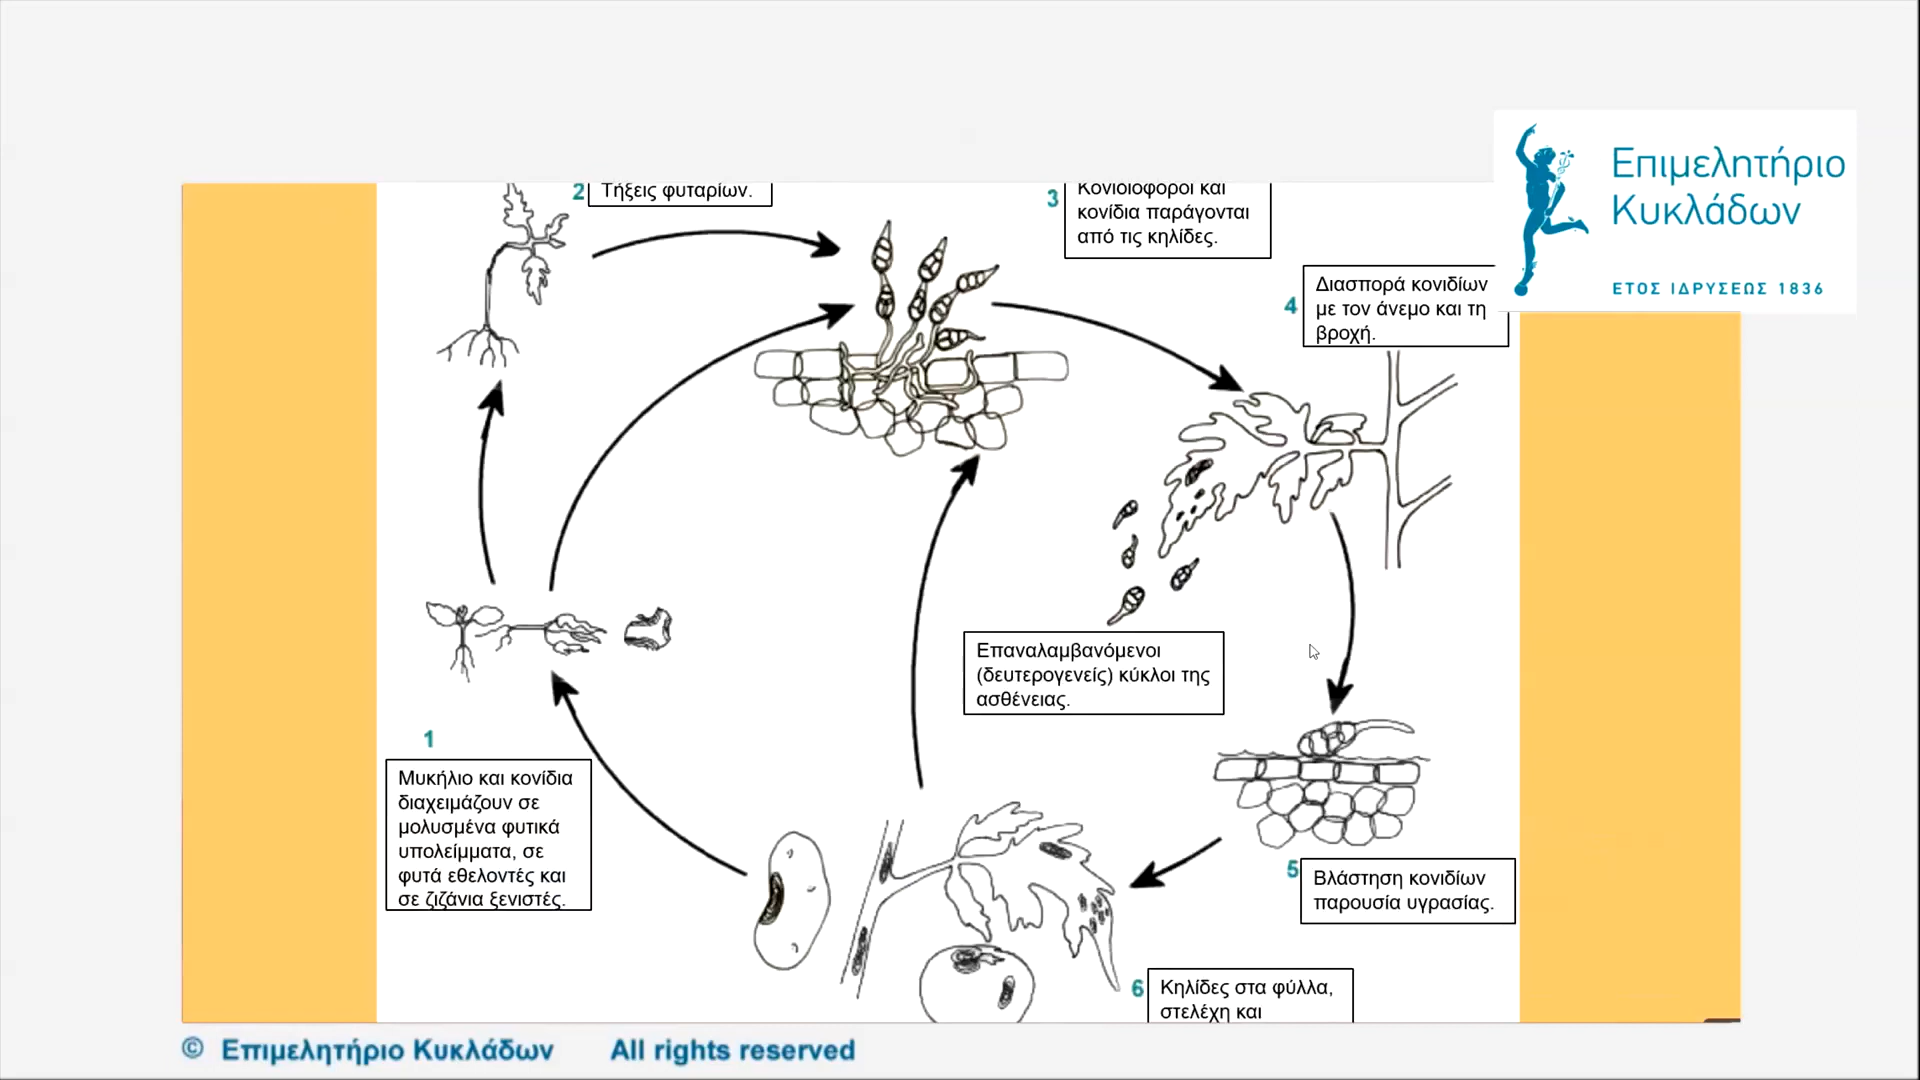 2
Τήξεις φυταρίων.
3
Κονιδιοφόροι και
κονίδια παράγονται
από τις κηλίδες.
Επιμελητήριο
Κυκλάδων
ΕΤΟΣ ΙΔΡΥΣΕΩΣ 1836
4
Διασπορά κονιδίων
με τον άνεμο και τη
βροχή.
Επαναλαμβανόμενοι
(δευτερογενείς) κύκλοι της
ασθένειας.
1
Μυκήλιο και κονίδια
διαχειμάζουν σε
μολυσμένα φυτικά
υπολείμματα, σε
φυτά εθελοντές και
σε ζιζάνια ξενιστές.
5
Βλάστηση κονιδίων
παρουσία υγρασίας.
6
Κηλίδες στα φύλλα,
στελέχη και
© Επιμελητήριο Κυκλάδων All rights reserved